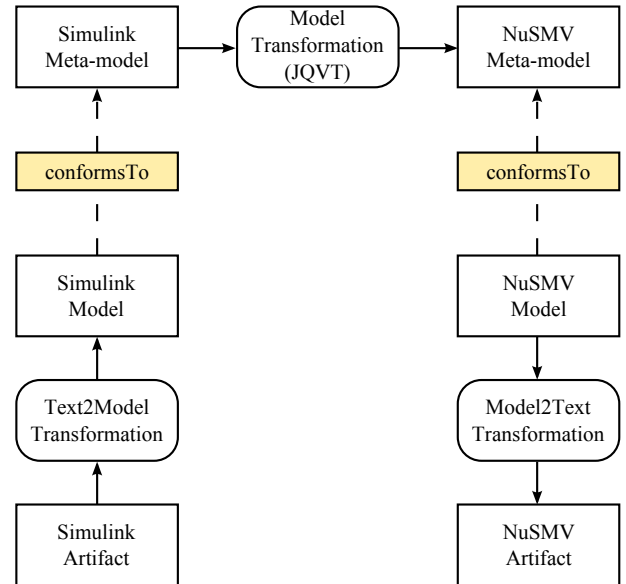 Simulink
Meta-model
Model
Transformation
(JQVT)
NuSMV
Meta-model
conformsTo
conformsTo
Simulink
Model
NuSMV
Model
Text2Model
Transformation
Model2Text
Transformation
Simulink
Artifact
NuSMV
Artifact